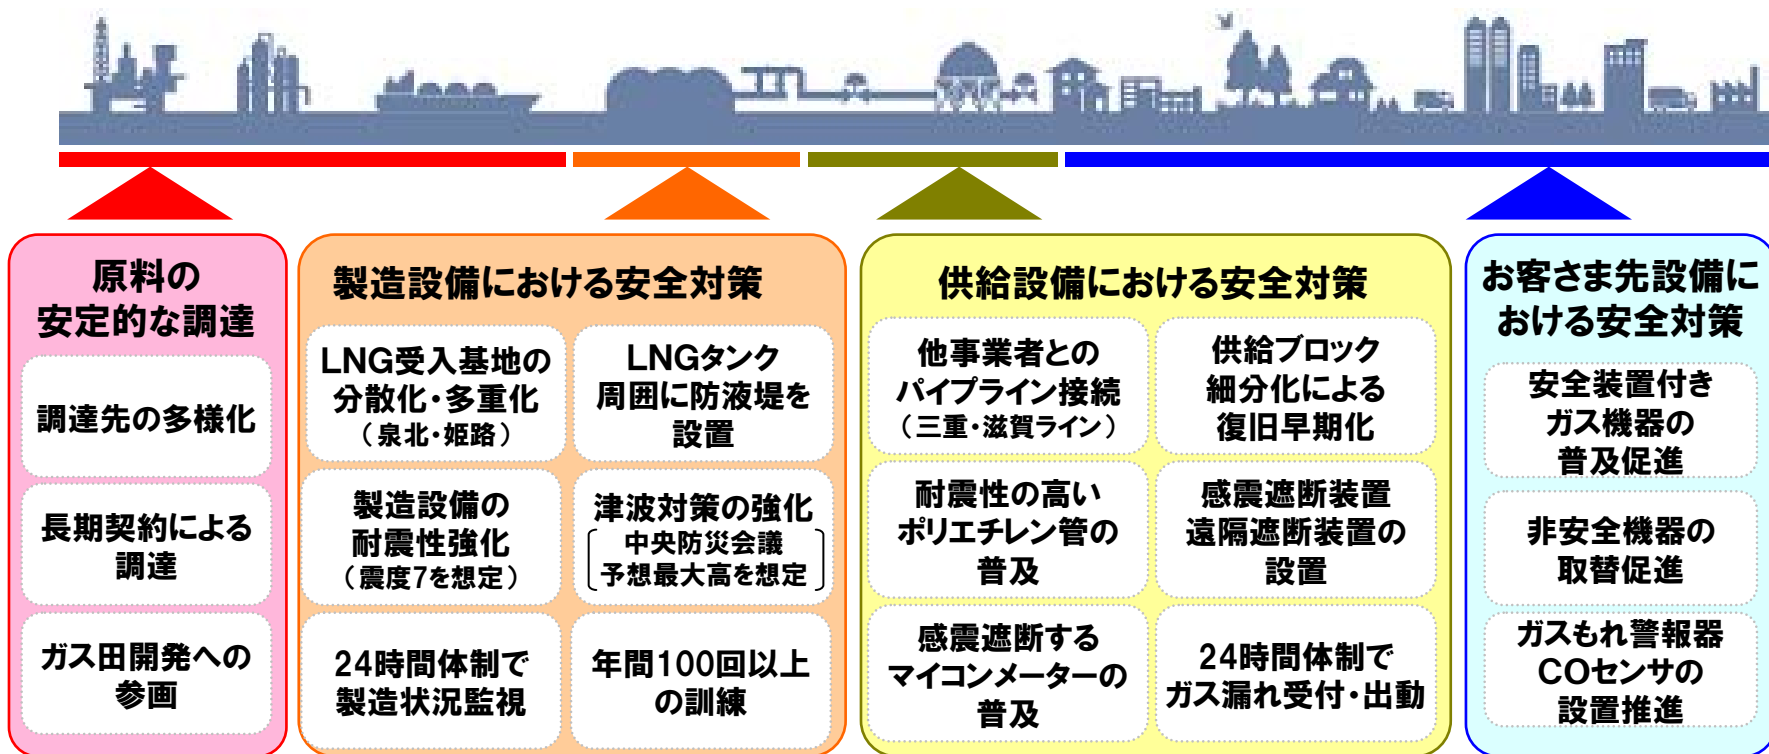 原料の
安定的な調達
調達先の多様化
長期契約による
調達
ガス田開発への
参画
製造設備における安全対策
LNG受入基地の
分散化・多重化
（泉北・姫路）
LNGタンク
周囲に防液堤を
設置
製造設備の
耐震性強化
（震度7を想定）
津波対策の強化
中央防災会議
予想最大高を想定
24時間体制で
製造状況監視
年間100回以上
の訓練
供給設備における安全対策
他事業者との
パイプライン接続
（三重・滋賀ライン）
供給ブロック
細分化による
復旧早期化
耐震性の高い
ポリエチレン管の
普及
感震遮断装置
遠隔遮断装置の
設置
感震遮断する
マイコンメーターの
普及
24時間体制で
ガス漏れ受付・出動
お客さま先設備に
おける安全対策
安全装置付き
ガス機器の
普及促進
非安全機器の
取替促進
ガスもれ警報器
COセンサの
設置推進